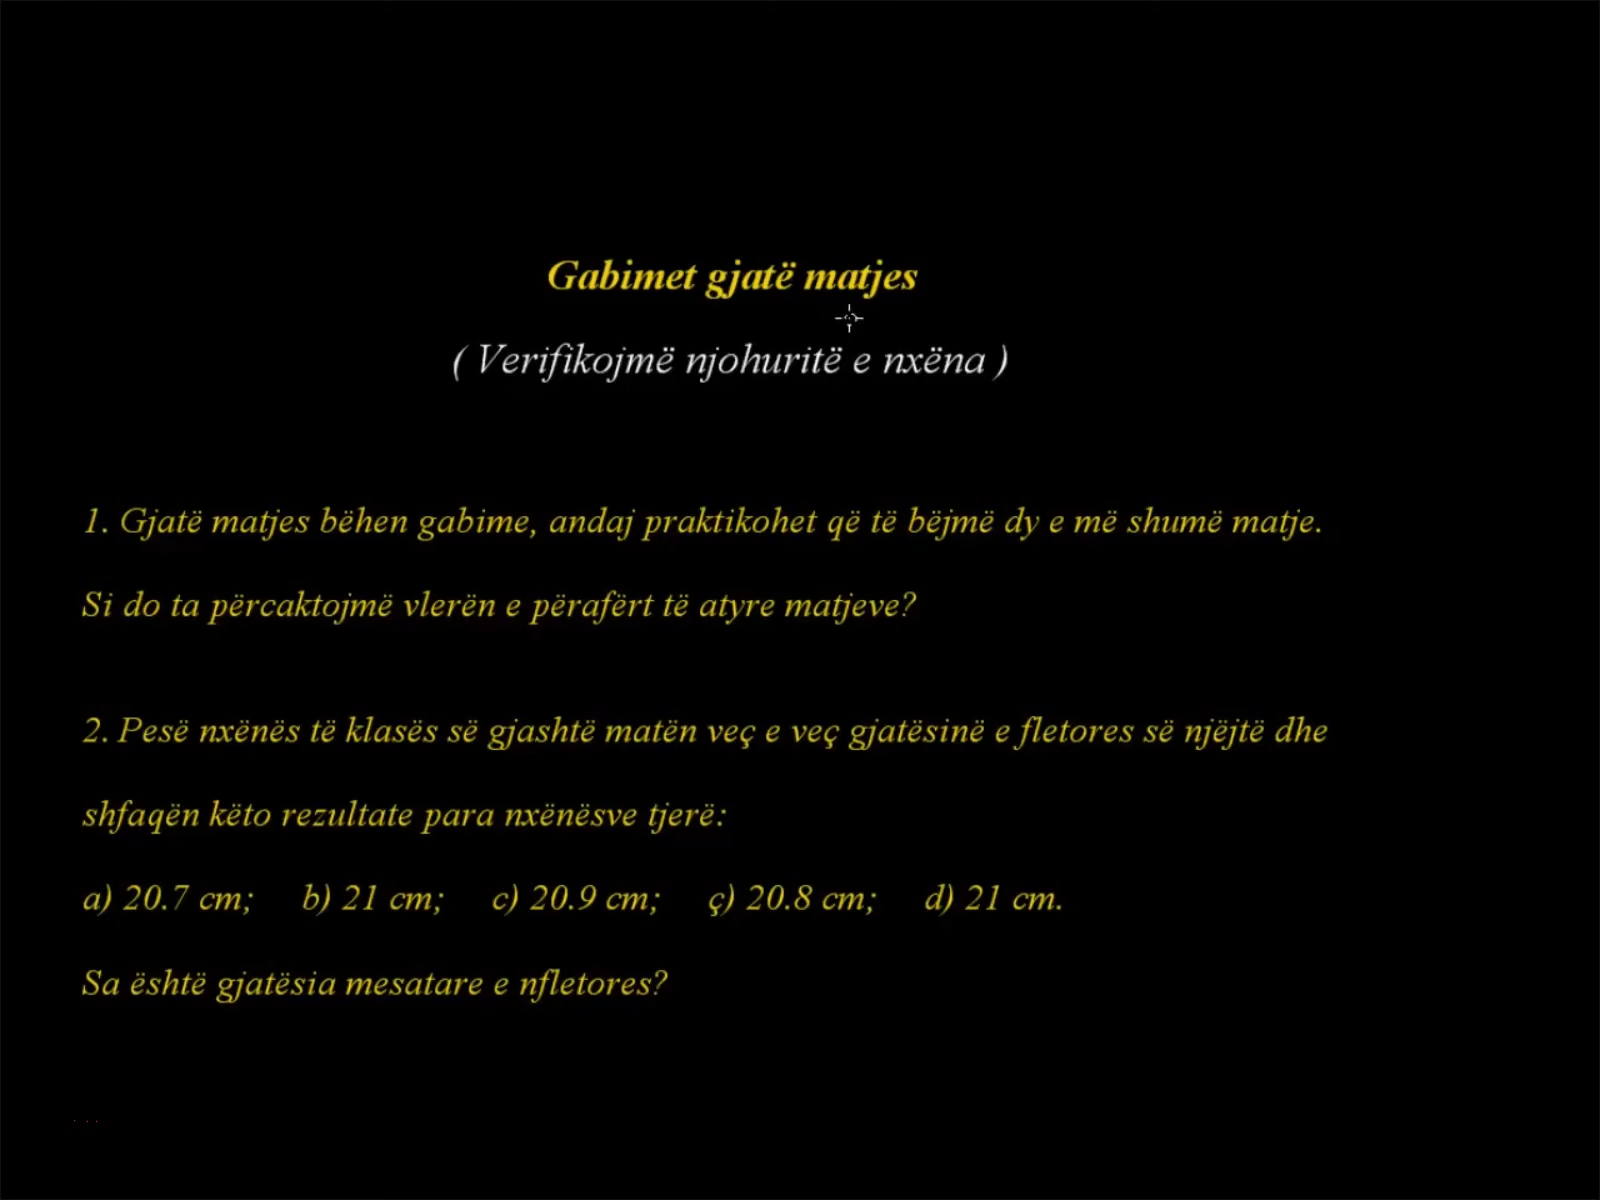 Gabimet gjatë matjes
( Verifikojmë njohuritë e nxëna )
1. Gjatë matjes bëhen gabime, andaj praktikohet që të bëjmë dy e më shumë matje.
Si do ta përcaktojmë vlerën e përafërt të atyre matjeve?
2. Pesë nxënës të klasës së gjashtë matën veç e veç gjatësinë e fletores së njëjtë dhe
shfaqën këto rezultate para nxënësve tjerë:
a) 20.7 cm; b) 21 cm; c) 20.9 cm; ç) 20.8 cm; d) 21 cm.
Sa është gjatësia mesatare e nfletores?